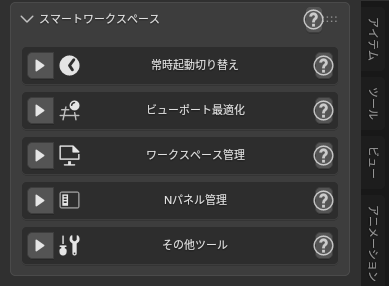 スマートワークスペース
常時起動切り替え
ビューポート最適化
ワークスペース管理
Nパネル管理
その他ツール
アイテム
ツール
ビュー
アニメーション